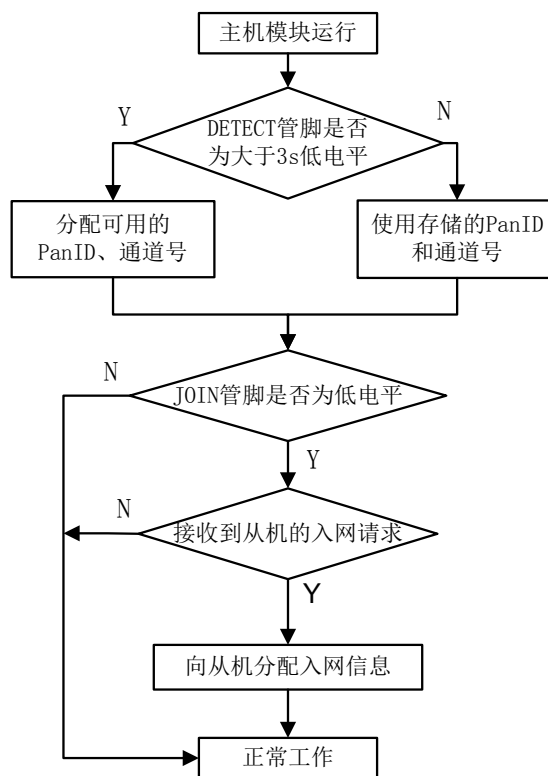 主机模块运行
Y
N
DETECT管脚是否
为大于3s低电平
分配可用的
PanID、通道号
使用存储的PanID
和通道号
N
JOIN管脚是否为低电平
Y
N
接收到从机的入网请求
Y
向从机分配入网信息
正常工作